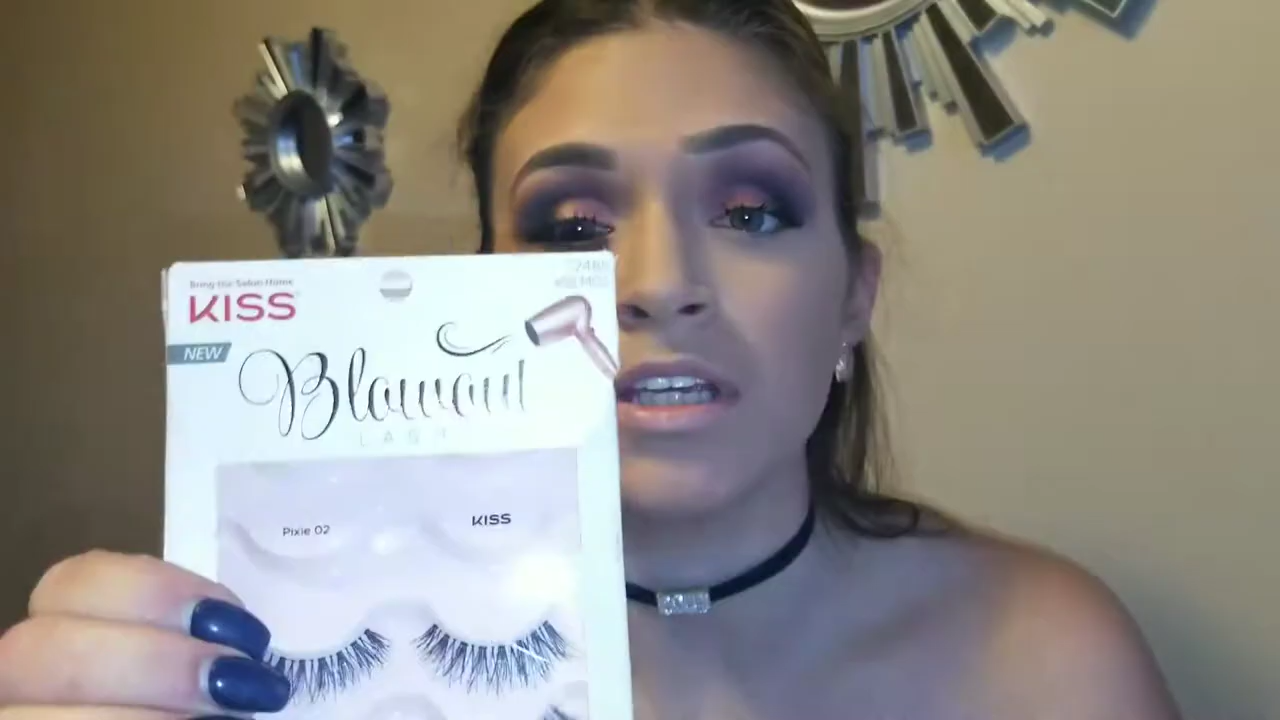 Bring the Salon Home
KISS
NEW
Blowout
LASH
Pixie 02
KISS